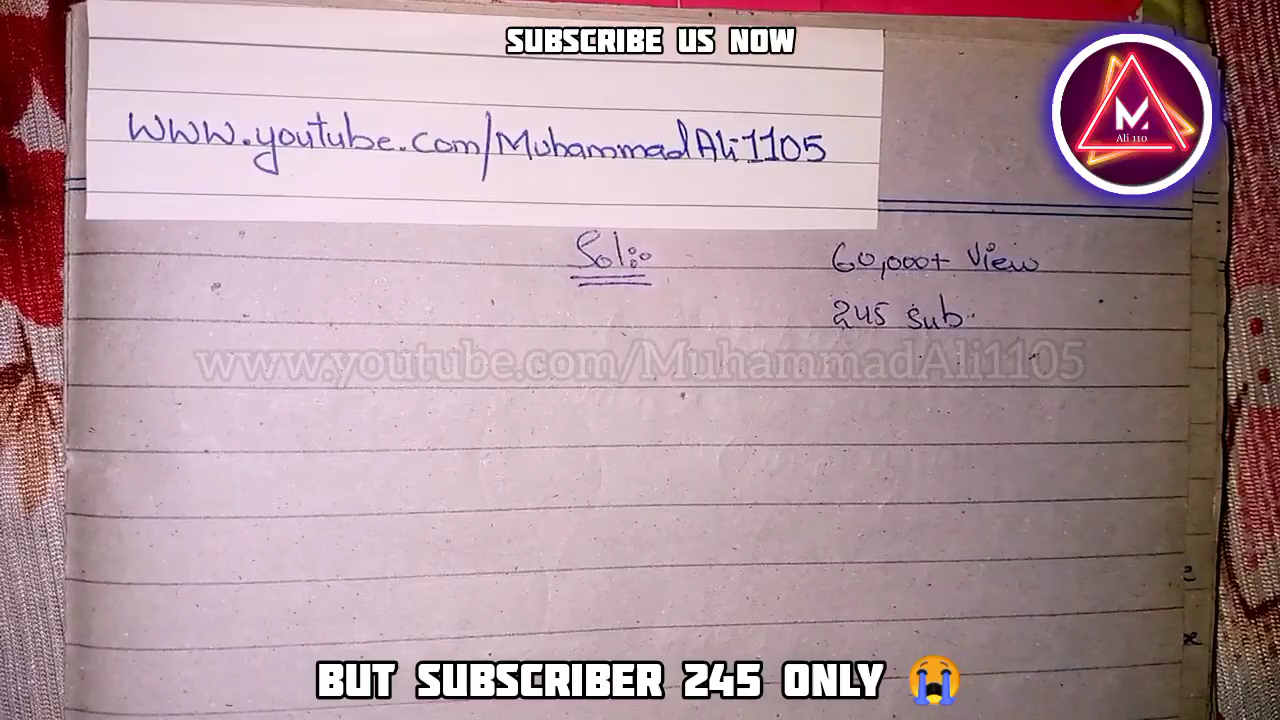 SUBSCRIBE US NOW
M
Ali 110
www.youtube.com/MuhammadAli1105
Sol:
60,000+ View
245 Sub
www.youtube.com/MuhammadAli1105
BUT SUBSCRIBER 245 ONLY 😭